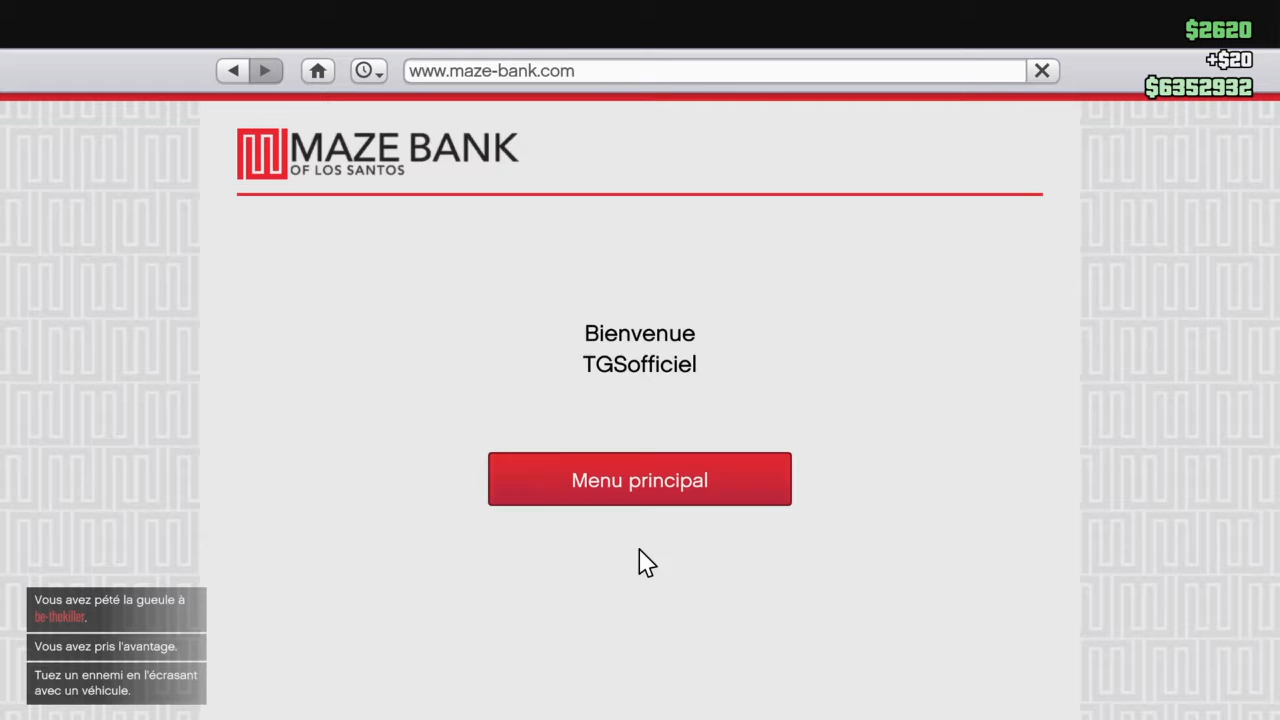 $2620
+$20
$6352932
www.maze-bank.com
MAZE BANK
OF LOS SANTOS
Bienvenue
TGSofficiel
Menu principal
Vous avez pété la gueule à
be-thekiller.
Vous avez pris l'avantage.
Tuez un ennemi en l'écrasant
avec un véhicule.